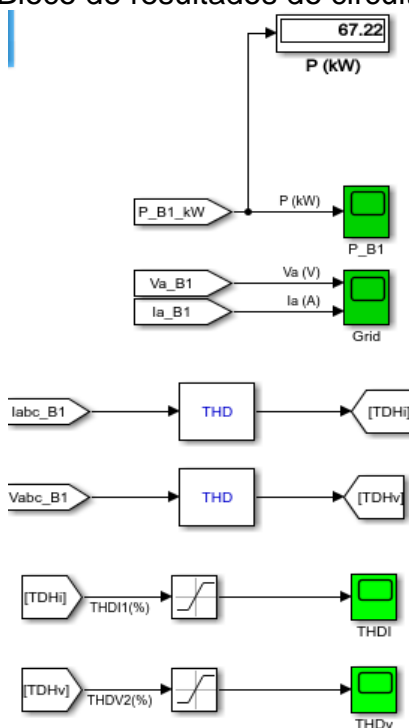 Bloco de resultados do circui
67.22
P (kW)
P_B1_kW
P (kW)
P_B1
Va_B1
Va (V)
Ia_B1
Ia (A)
Grid
Iabc_B1
THD
[TDHi]
Vabc_B1
THD
[TDHv]
[TDHi]
THDI1(%)
THDI
[TDHv]
THDV2(%)
THDv